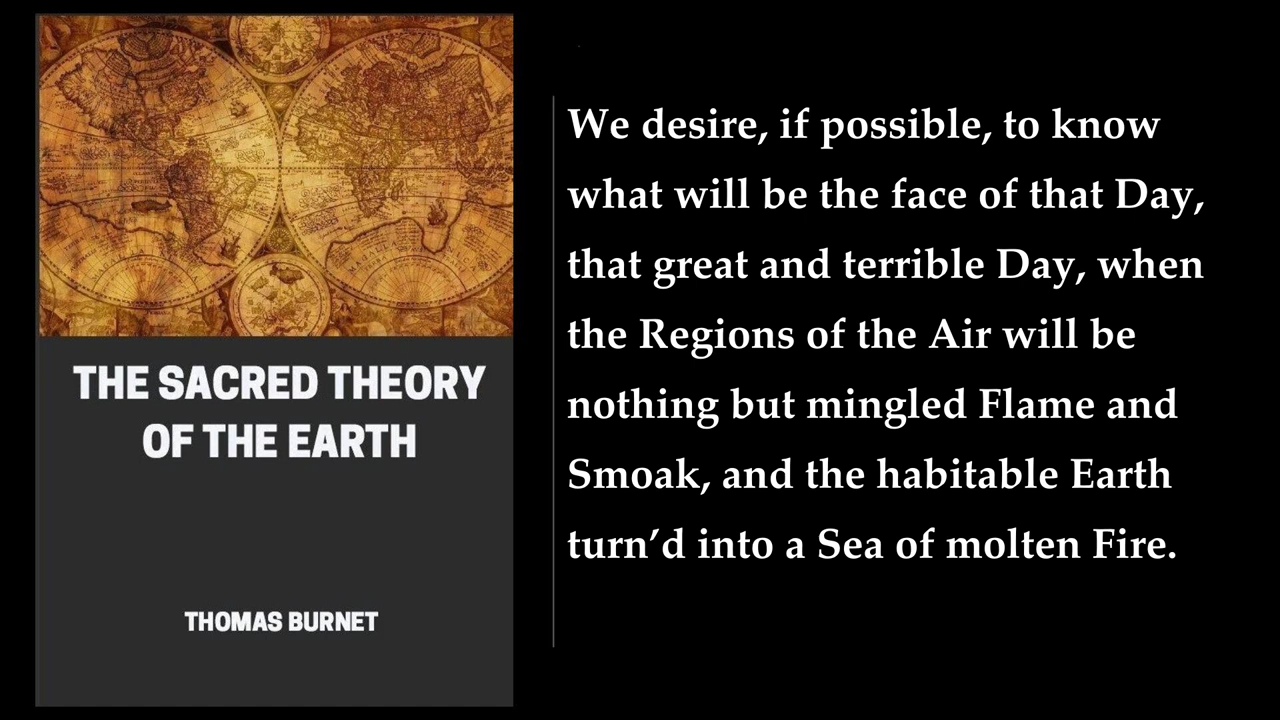 THE SACRED THEORY
OF THE EARTH
THOMAS BURNET
We desire, if possible, to know
what will be the face of that Day,
that great and terrible Day, when
the Regions of the Air will be
nothing but mingled Flame and
Smoak, and the habitable Earth
turn’d into a Sea of molten Fire.